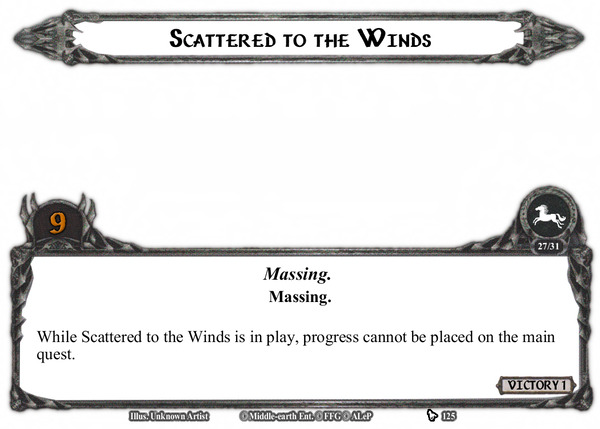 Scattered to the Winds
9
27/31
Massing.
Massing.
While Scattered to the Winds is in play, progress cannot be placed on the main
quest.
VICTORY 1
Illus. Unknown Artist © Middle-earth Ent. © FFG © ALeP 125